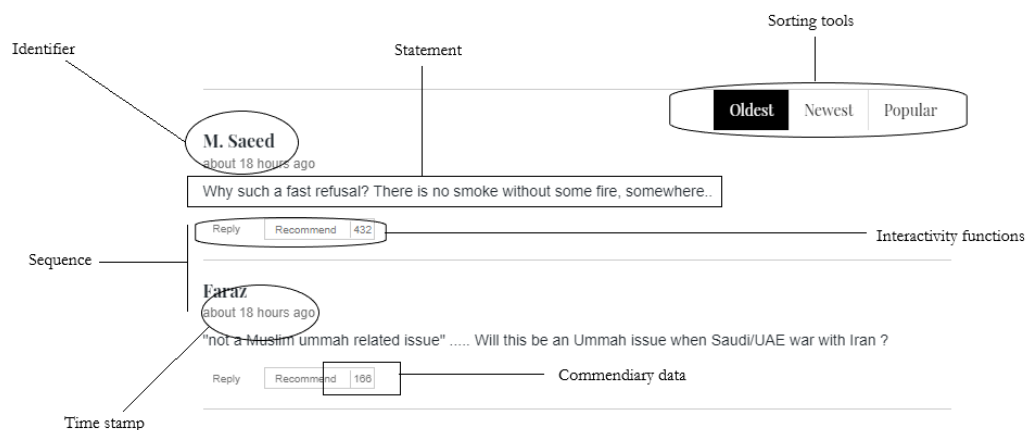 Sorting tools
Identifier
Statement
Oldest Newest Popular
M. Saeed
about 18 hours ago
Why such a fast refusal? There is no smoke without some fire, somewhere..
Reply Recommend 432
Interactivity functions
Sequence
Faraz
about 18 hours ago
"not a Muslim ummah related issue" ..... Will this be an Ummah issue when Saudi/UAE war with Iran ?
Reply Recommend 166
Commendiary data
Time stamp